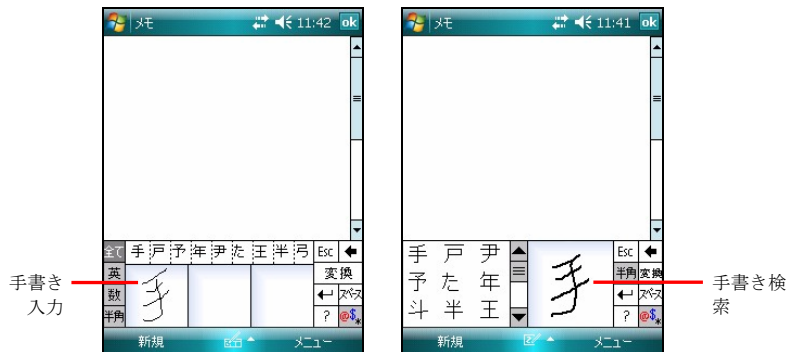 メモ 11:42 ok
全て 手 戸 予 年 尹 た 王 半 弓 Esc
英 変換
数 手 スペース
半角 ?@$*
新規 メニュー
手書き
入力
メモ 11:41 ok
手 戸 尹 Esc
予 た 年 手 半角 変換
斗 半 王 スペース
?@$*
新規 メニュー
手書き検
索